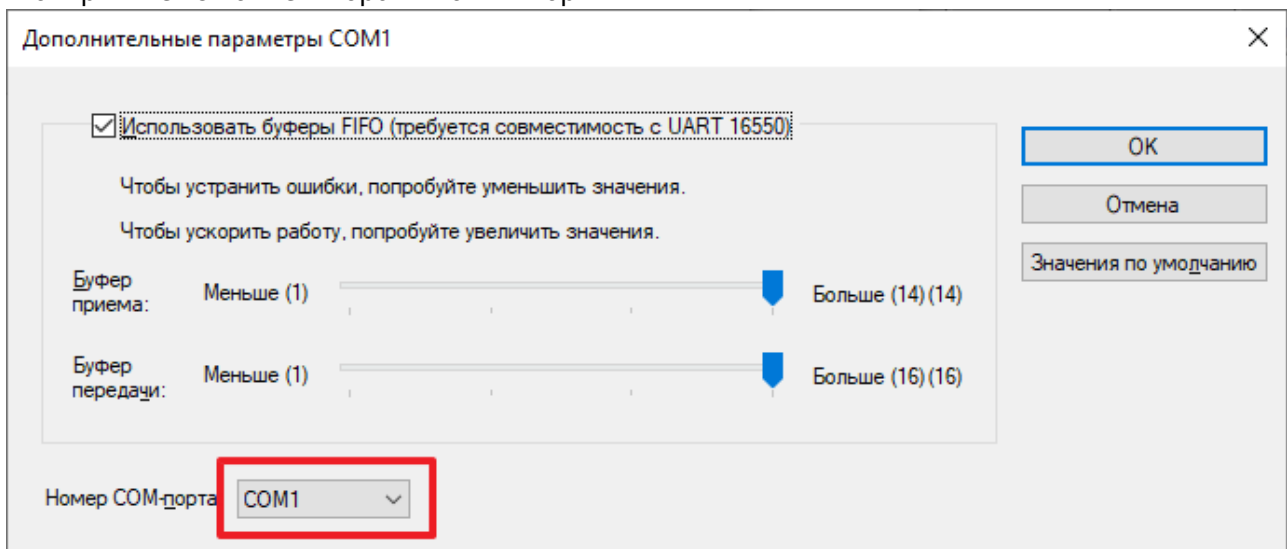 Дополнительные параметры COM1
Использовать буферы FIFO (требуется совместимость с UART 16550)
Чтобы устранить ошибки, попробуйте уменьшить значения.
Чтобы ускорить работу, попробуйте увеличить значения.
Буфер приема:
Меньше (1)
Больше (14) (14)
Буфер передачи:
Меньше (1)
Больше (16) (16)
Номер COM-порта
COM1
OK
Отмена
Значения по умолчанию